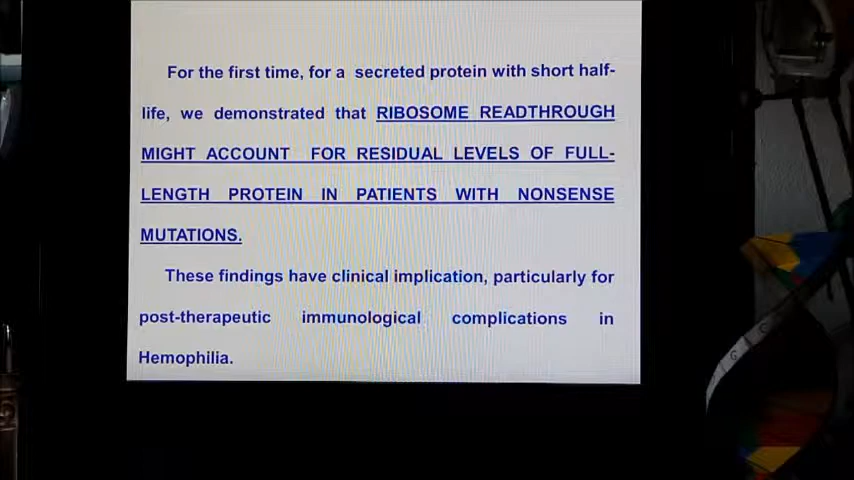 For the first time, for a secreted protein with short half-
life, we demonstrated that RIBOSOME READTHROUGH
MIGHT ACCOUNT FOR RESIDUAL LEVELS OF FULL-
LENGTH PROTEIN IN PATIENTS WITH NONSENSE
MUTATIONS.
These findings have clinical implication, particularly for
post-therapeutic immunological complications in
Hemophilia.
G
C